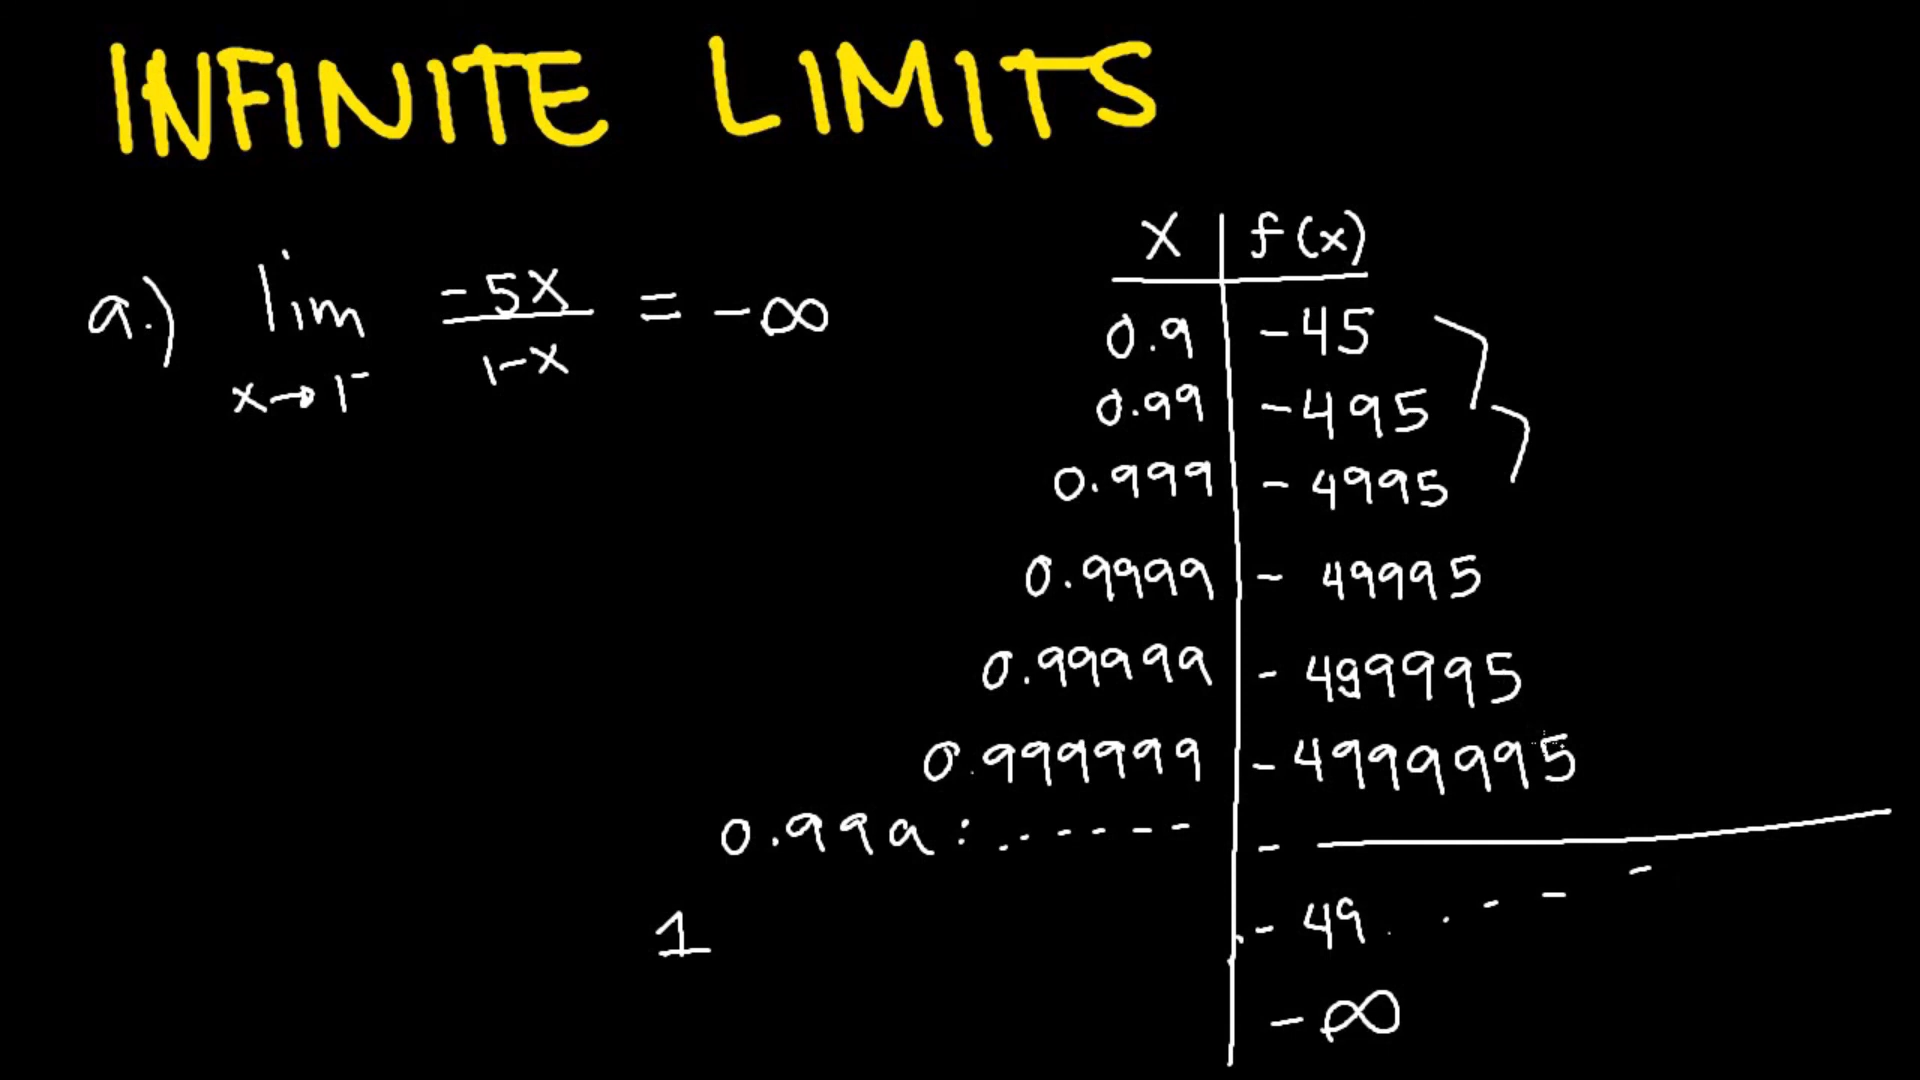 INFINITE LIMITS
a.) lim x→1⁻ -5x/1-x = -∞
x | f(x)
0.9 | -45
0.99 | -495
0.999 | -4995
0.9999 | - 49995
0.99999 | - 499995
0.999999 | - 4999995
0.999:.----- | -
1 | - 49. . - - -
- ∞